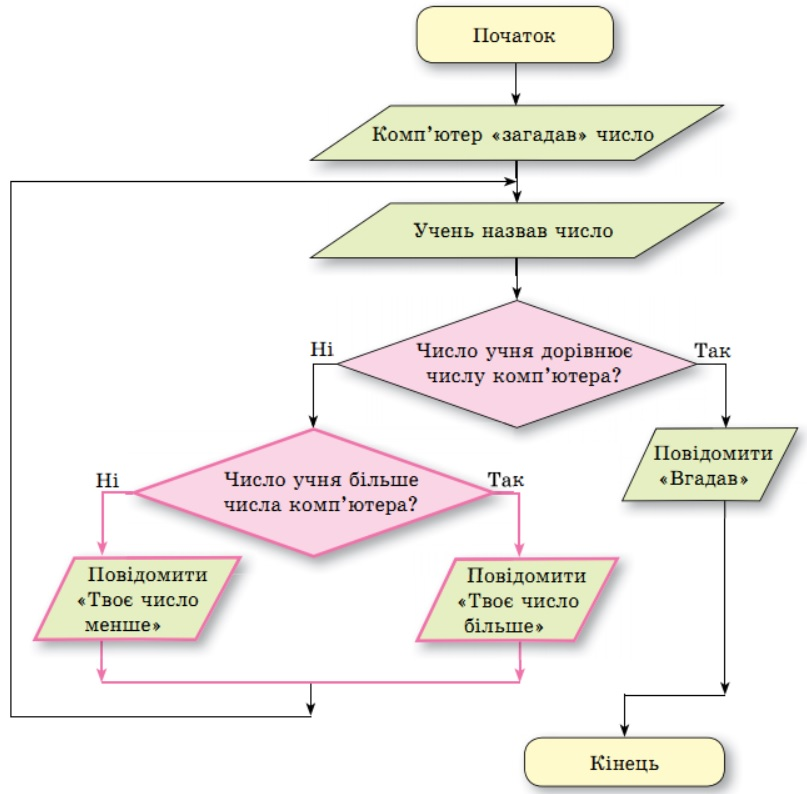 Початок
Комп’ютер «загадав» число
Учень назвав число
Ні
Число учня дорівнює
числу комп’ютера?
Так
Ні
Число учня більше
числа комп’ютера?
Так
Повідомити
«Вгадав»
Повідомити
«Твоє число
менше»
Повідомити
«Твоє число
більше»
Кінець